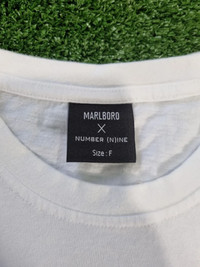 MARLBORO
X
NUMBER (N)INE
Size : F